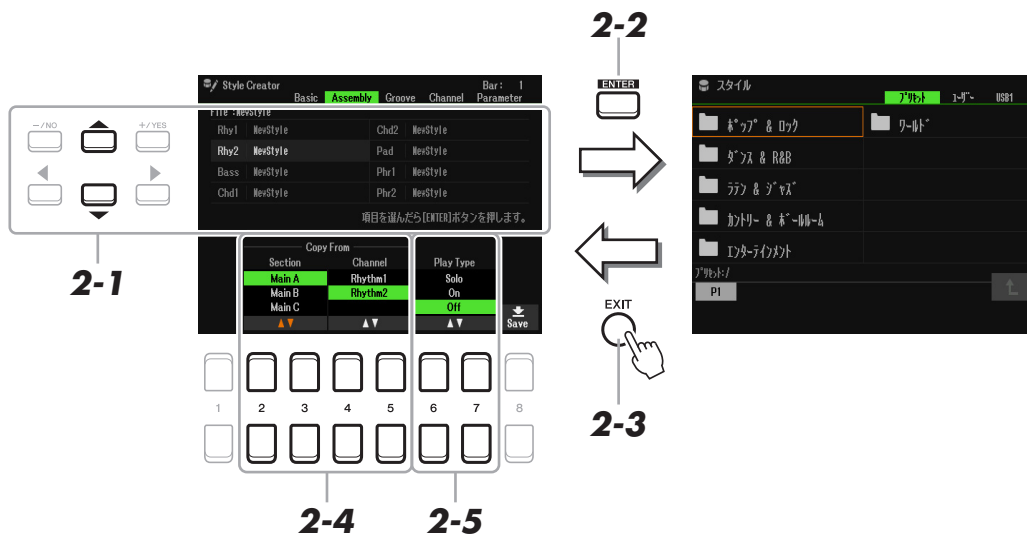 2-2
ENTER
Style Creator
Bar: 1
Basic Assembly Groove Channel Parameter
File :NewStyle
Rhy1 NewStyle Chd2 NewStyle
Rhy2 NewStyle Pad NewStyle
Bass NewStyle Phr1 NewStyle
Chd1 NewStyle Phr2 NewStyle
項目を選んだら[ENTER]ボタンを押します。
-/NO
+/YES
2-1
Copy From
Section Channel Play Type
Main A Rhythm1 Solo
Main B Rhythm2 On
Main C Off
Save
1 2 3 4 5 6 7 8
2-4
2-5
EXIT
2-3
スタイル
プリセット ユーザー USB1
ポップ & ロック ワールド
ダンス & R&B
ラテン & ジャズ
カントリー & ボールルーム
エンターテインメント
プリセット:/
P1